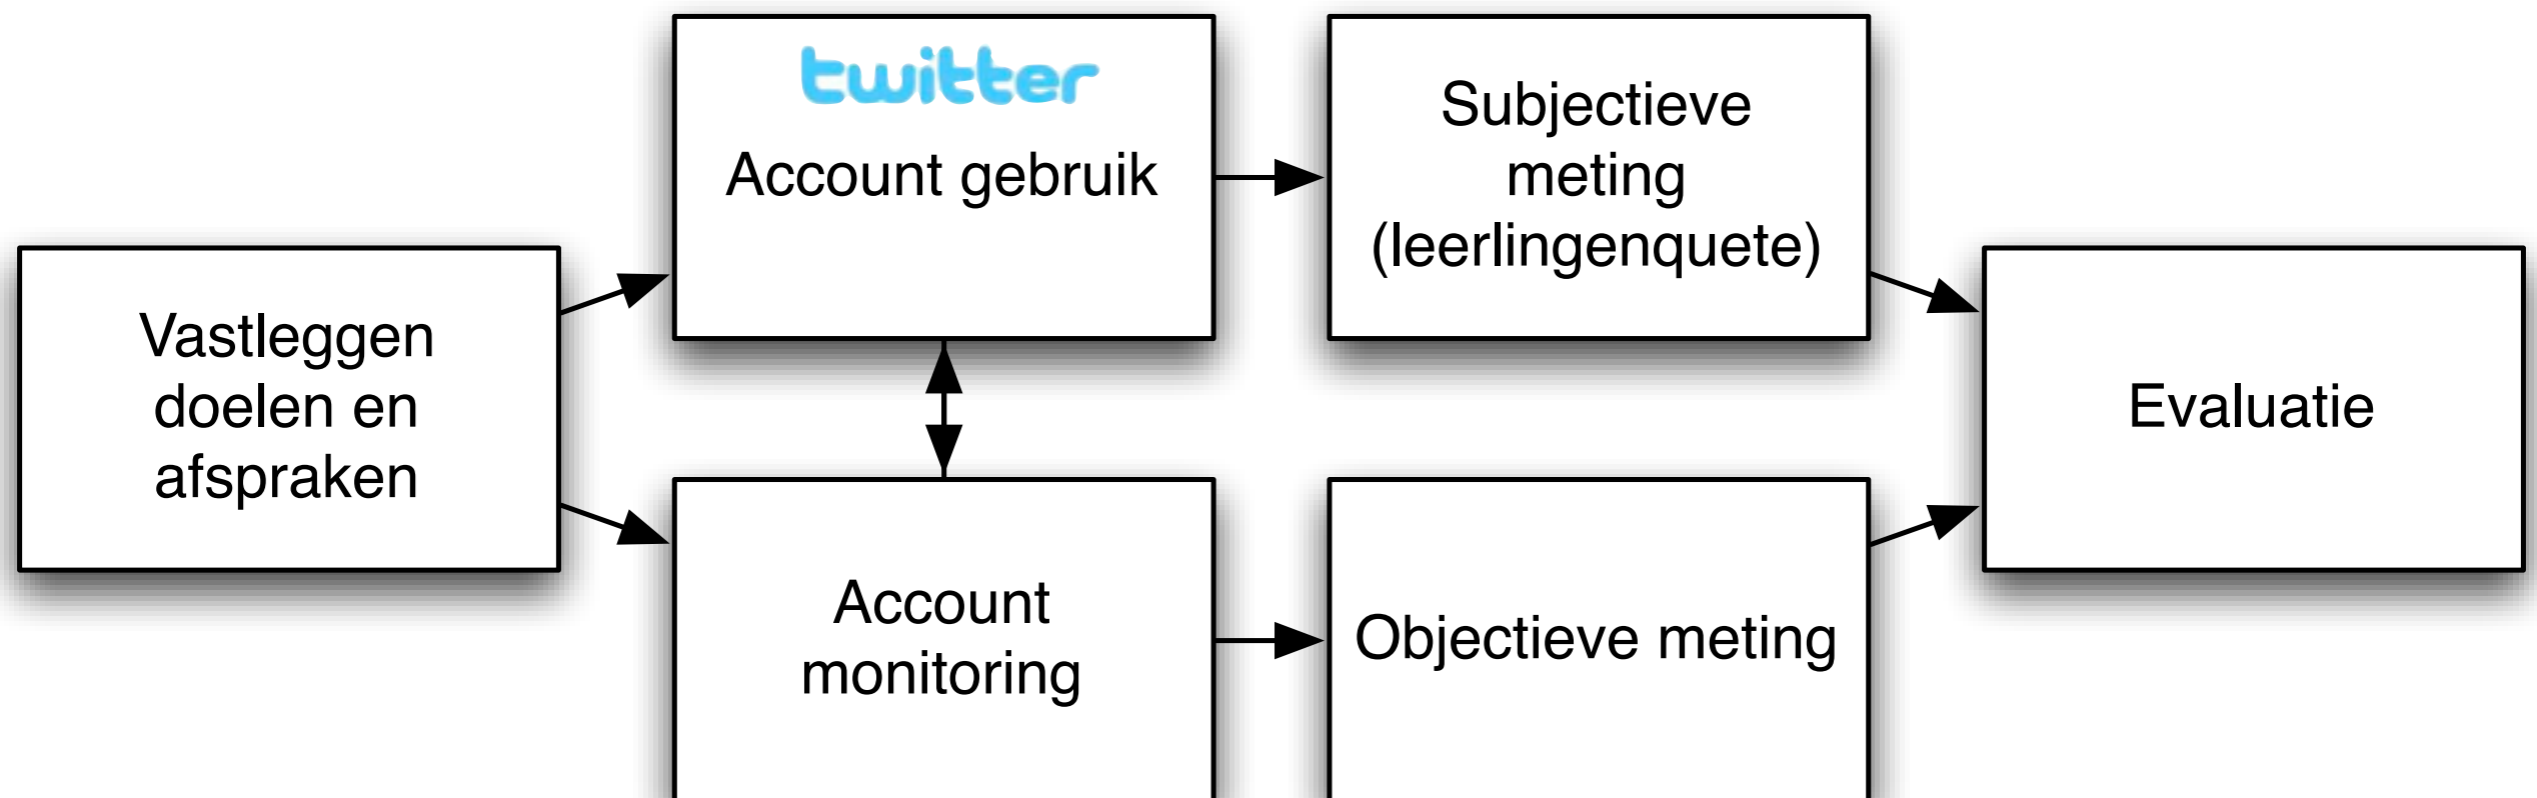 twitter
Account gebruik
Subjectieve
meting
(leerlingenquete)
Vastleggen
doelen en
afspraken
Evaluatie
Account
monitoring
Objectieve meting